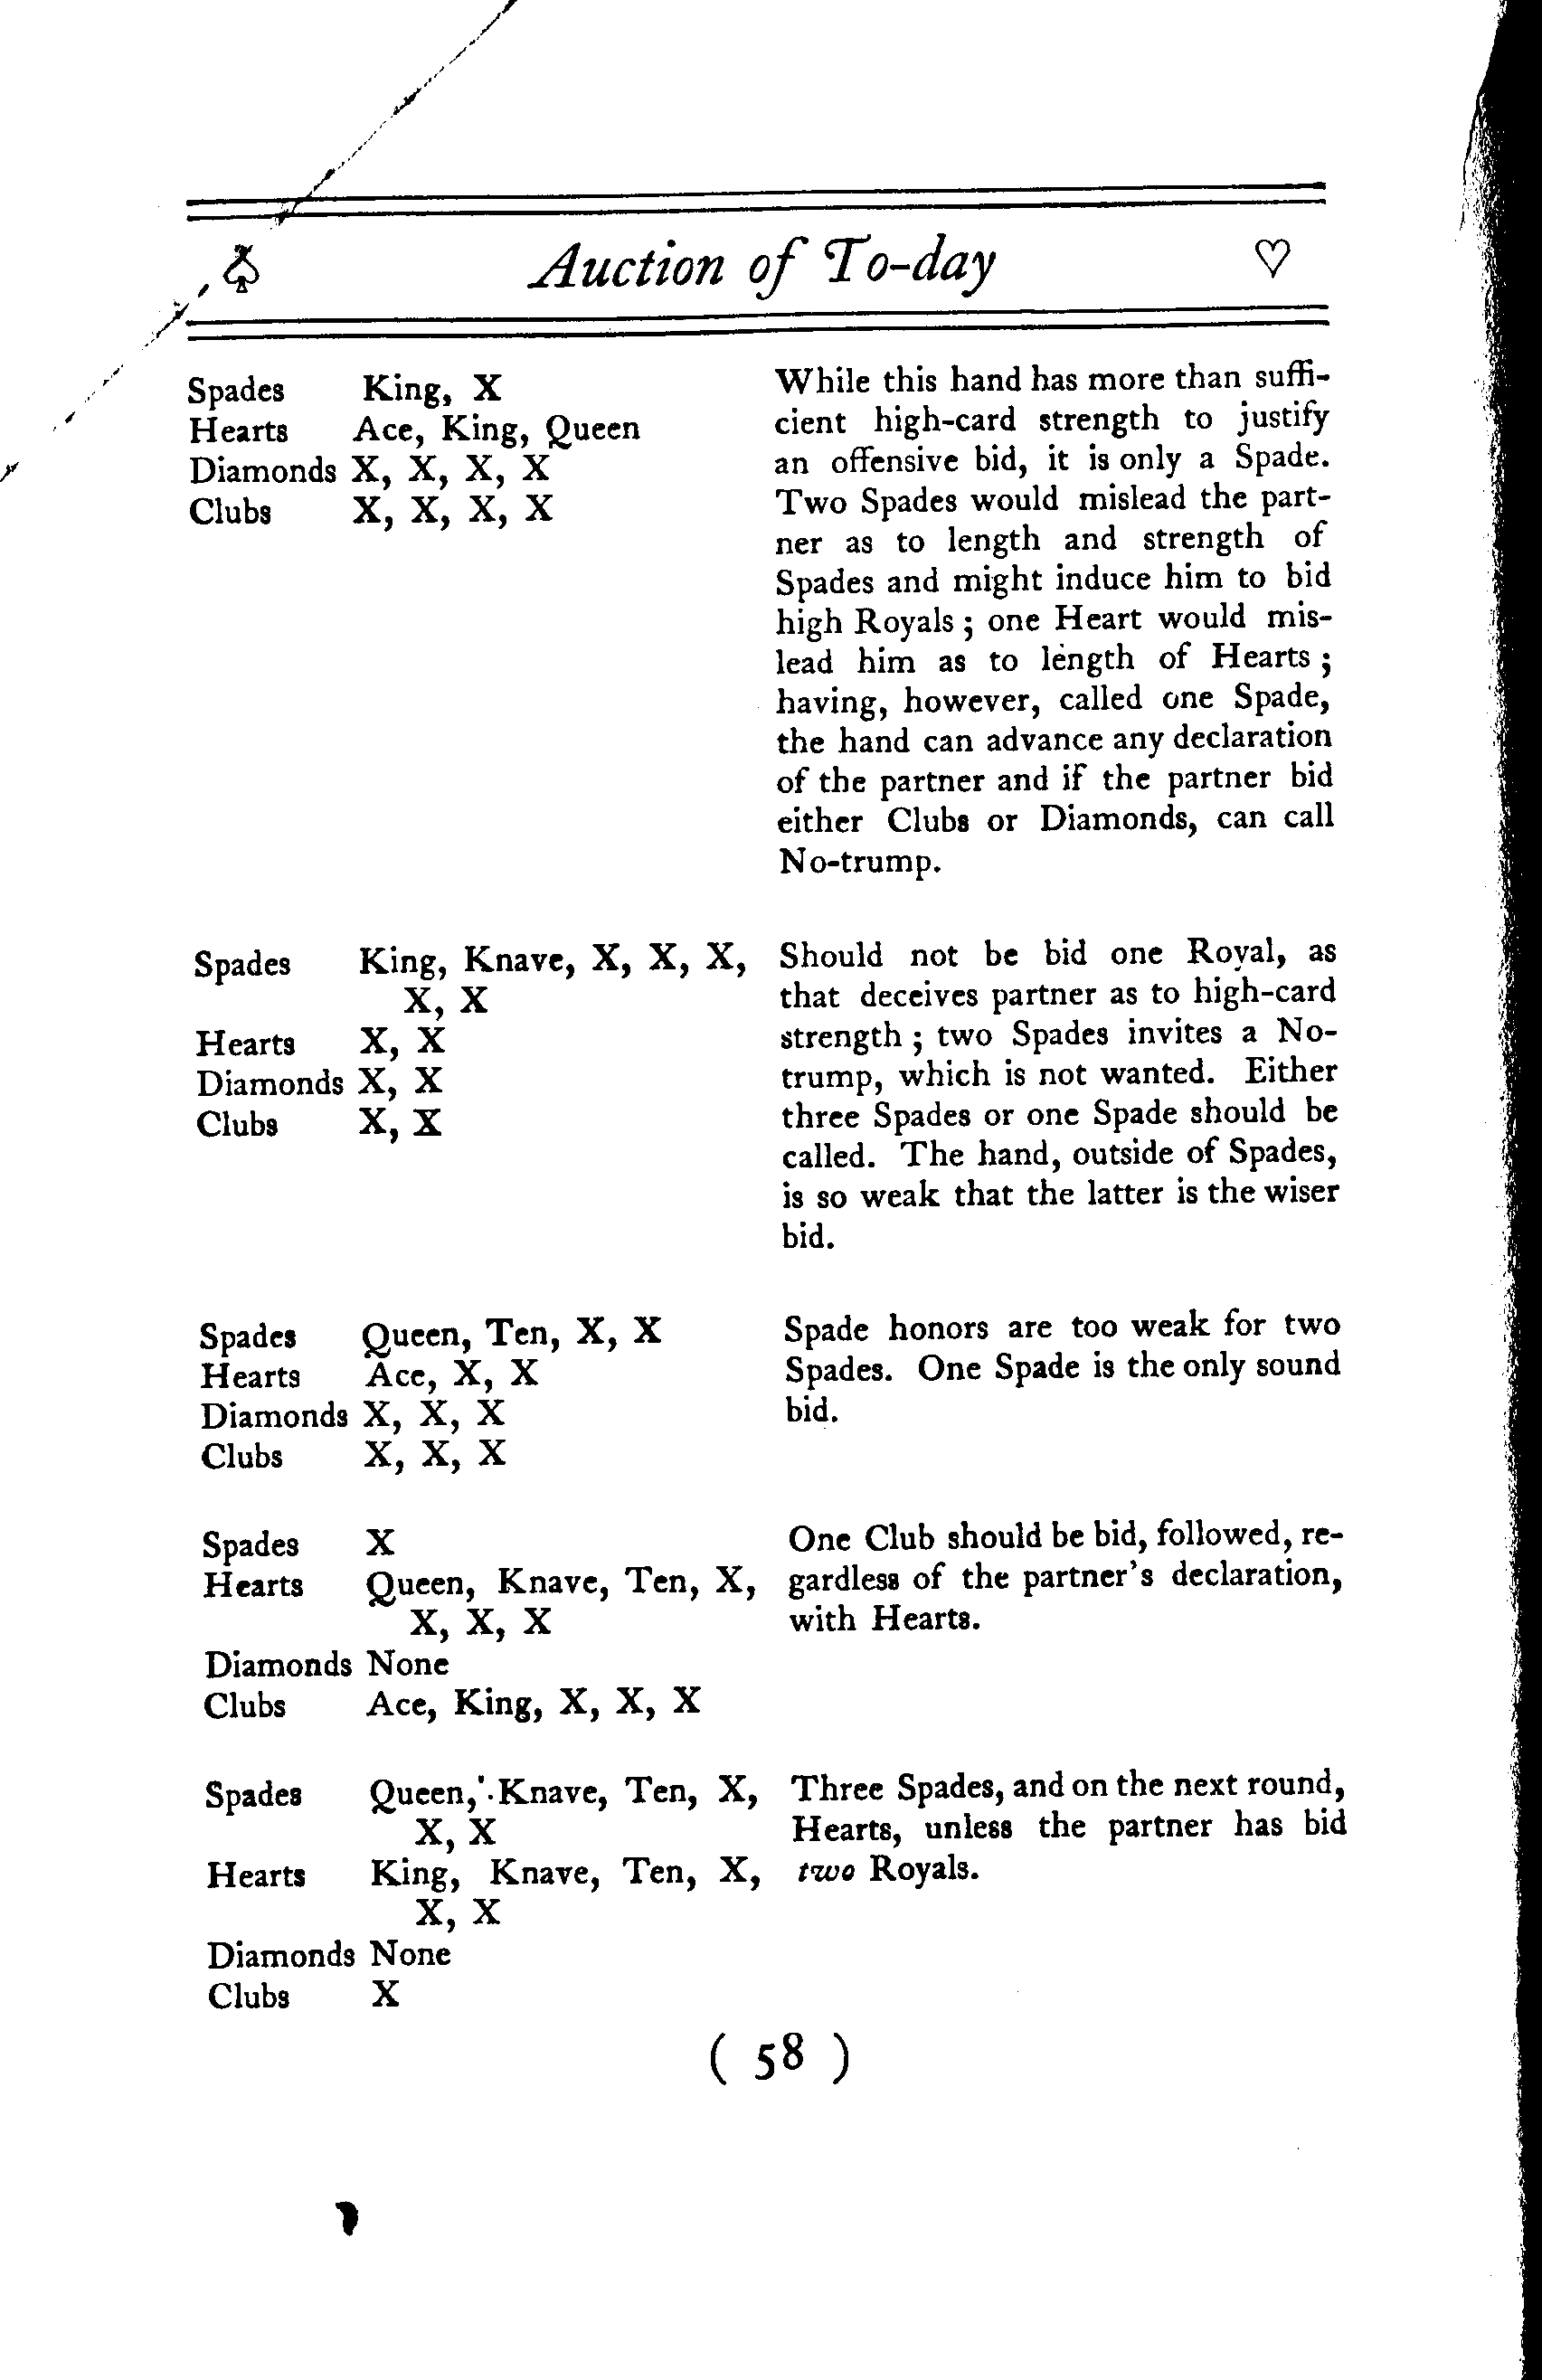 Auction of To-day
Spades King, X
Hearts Ace, King, Queen
Diamonds X, X, X, X
Clubs X, X, X, X
While this hand has more than suffi-
cient high-card strength to justify
an offensive bid, it is only a Spade.
Two Spades would mislead the part-
ner as to length and strength of
Spades and might induce him to bid
high Royals ; one Heart would mis-
lead him as to length of Hearts ;
having, however, called one Spade,
the hand can advance any declaration
of the partner and if the partner bid
either Clubs or Diamonds, can call
No-trump.
Spades King, Knave, X, X, X,
X, X
Hearts X, X
Diamonds X, X
Clubs X, X
Should not be bid one Royal, as
that deceives partner as to high-card
strength ; two Spades invites a No-
trump, which is not wanted. Either
three Spades or one Spade should be
called. The hand, outside of Spades,
is so weak that the latter is the wiser
bid.
Spades Queen, Ten, X, X
Hearts Ace, X, X
Diamonds X, X, X
Clubs X, X, X
Spade honors are too weak for two
Spades. One Spade is the only sound
bid.
Spades X
Hearts Queen, Knave, Ten, X,
X, X, X
Diamonds None
Clubs Ace, King, X, X, X
One Club should be bid, followed, re-
gardless of the partner's declaration,
with Hearts.
Spades Queen, Knave, Ten, X,
X, X
Hearts King, Knave, Ten, X,
X, X
Diamonds None
Clubs X
Three Spades, and on the next round,
Hearts, unless the partner has bid
two Royals.
( 58 )